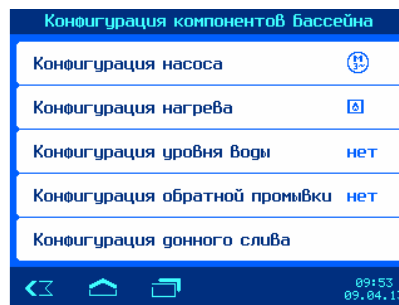 Конфигурация компонентов бассейна
Конфигурация насоса
M
3~
Конфигурация нагрева
Конфигурация уровня воды нет
Конфигурация обратной промывки нет
Конфигурация донного слива
09:53